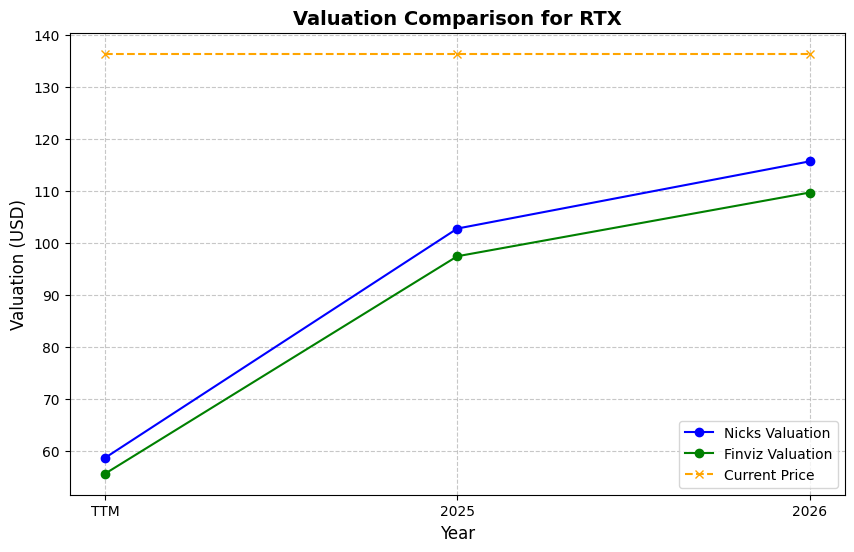 Valuation Comparison for RTX
140
130
120
110
100
90
80
70
60
Valuation (USD)
TTM
2025
2026
Year
Nicks Valuation
Finviz Valuation
Current Price